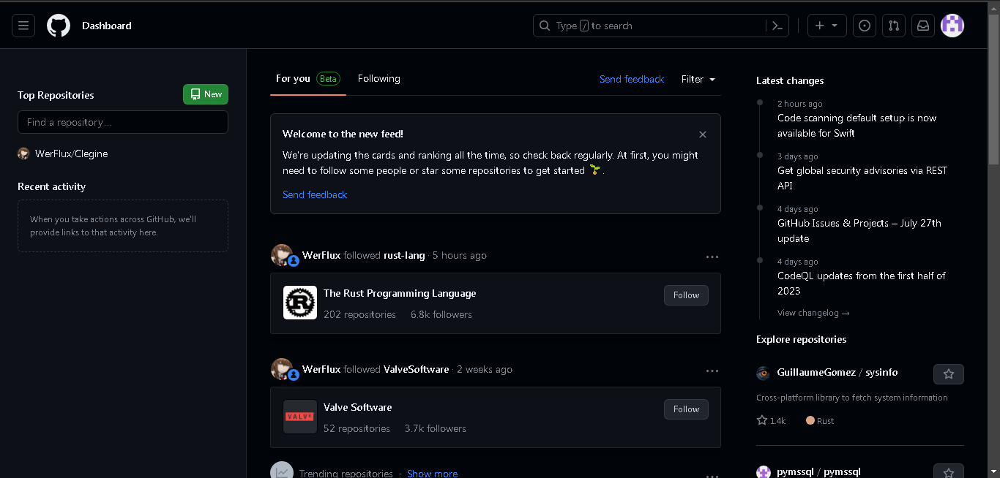 Dashboard
Type / to search
Top Repositories
New
Find a repository...
WerFlux/Clegine
Recent activity
When you take actions across GitHub, we'll
provide links to that activity here.
For you Beta
Following
Send feedback
Filter
Welcome to the new feed!
We're updating the cards and ranking all the time, so check back regularly. At first, you might
need to follow some people or star some repositories to get started 🌱 .
Send feedback
WerFlux followed rust-lang · 5 hours ago
The Rust Programming Language
202 repositories 6.8k followers
Follow
R
WerFlux followed ValveSoftware · 2 weeks ago
VALVE
Valve Software
52 repositories 3.7k followers
Follow
Trending repositories · Show more
Latest changes
2 hours ago
Code scanning default setup is now
available for Swift
3 days ago
Get global security advisories via REST
API
4 days ago
GitHub Issues & Projects – July 27th
update
4 days ago
CodeQL updates from the first half of
2023
View changelog →
Explore repositories
GuillaumeGomez / sysinfo
Cross-platform library to fetch system information
1.4k Rust
pymssql / pymssql